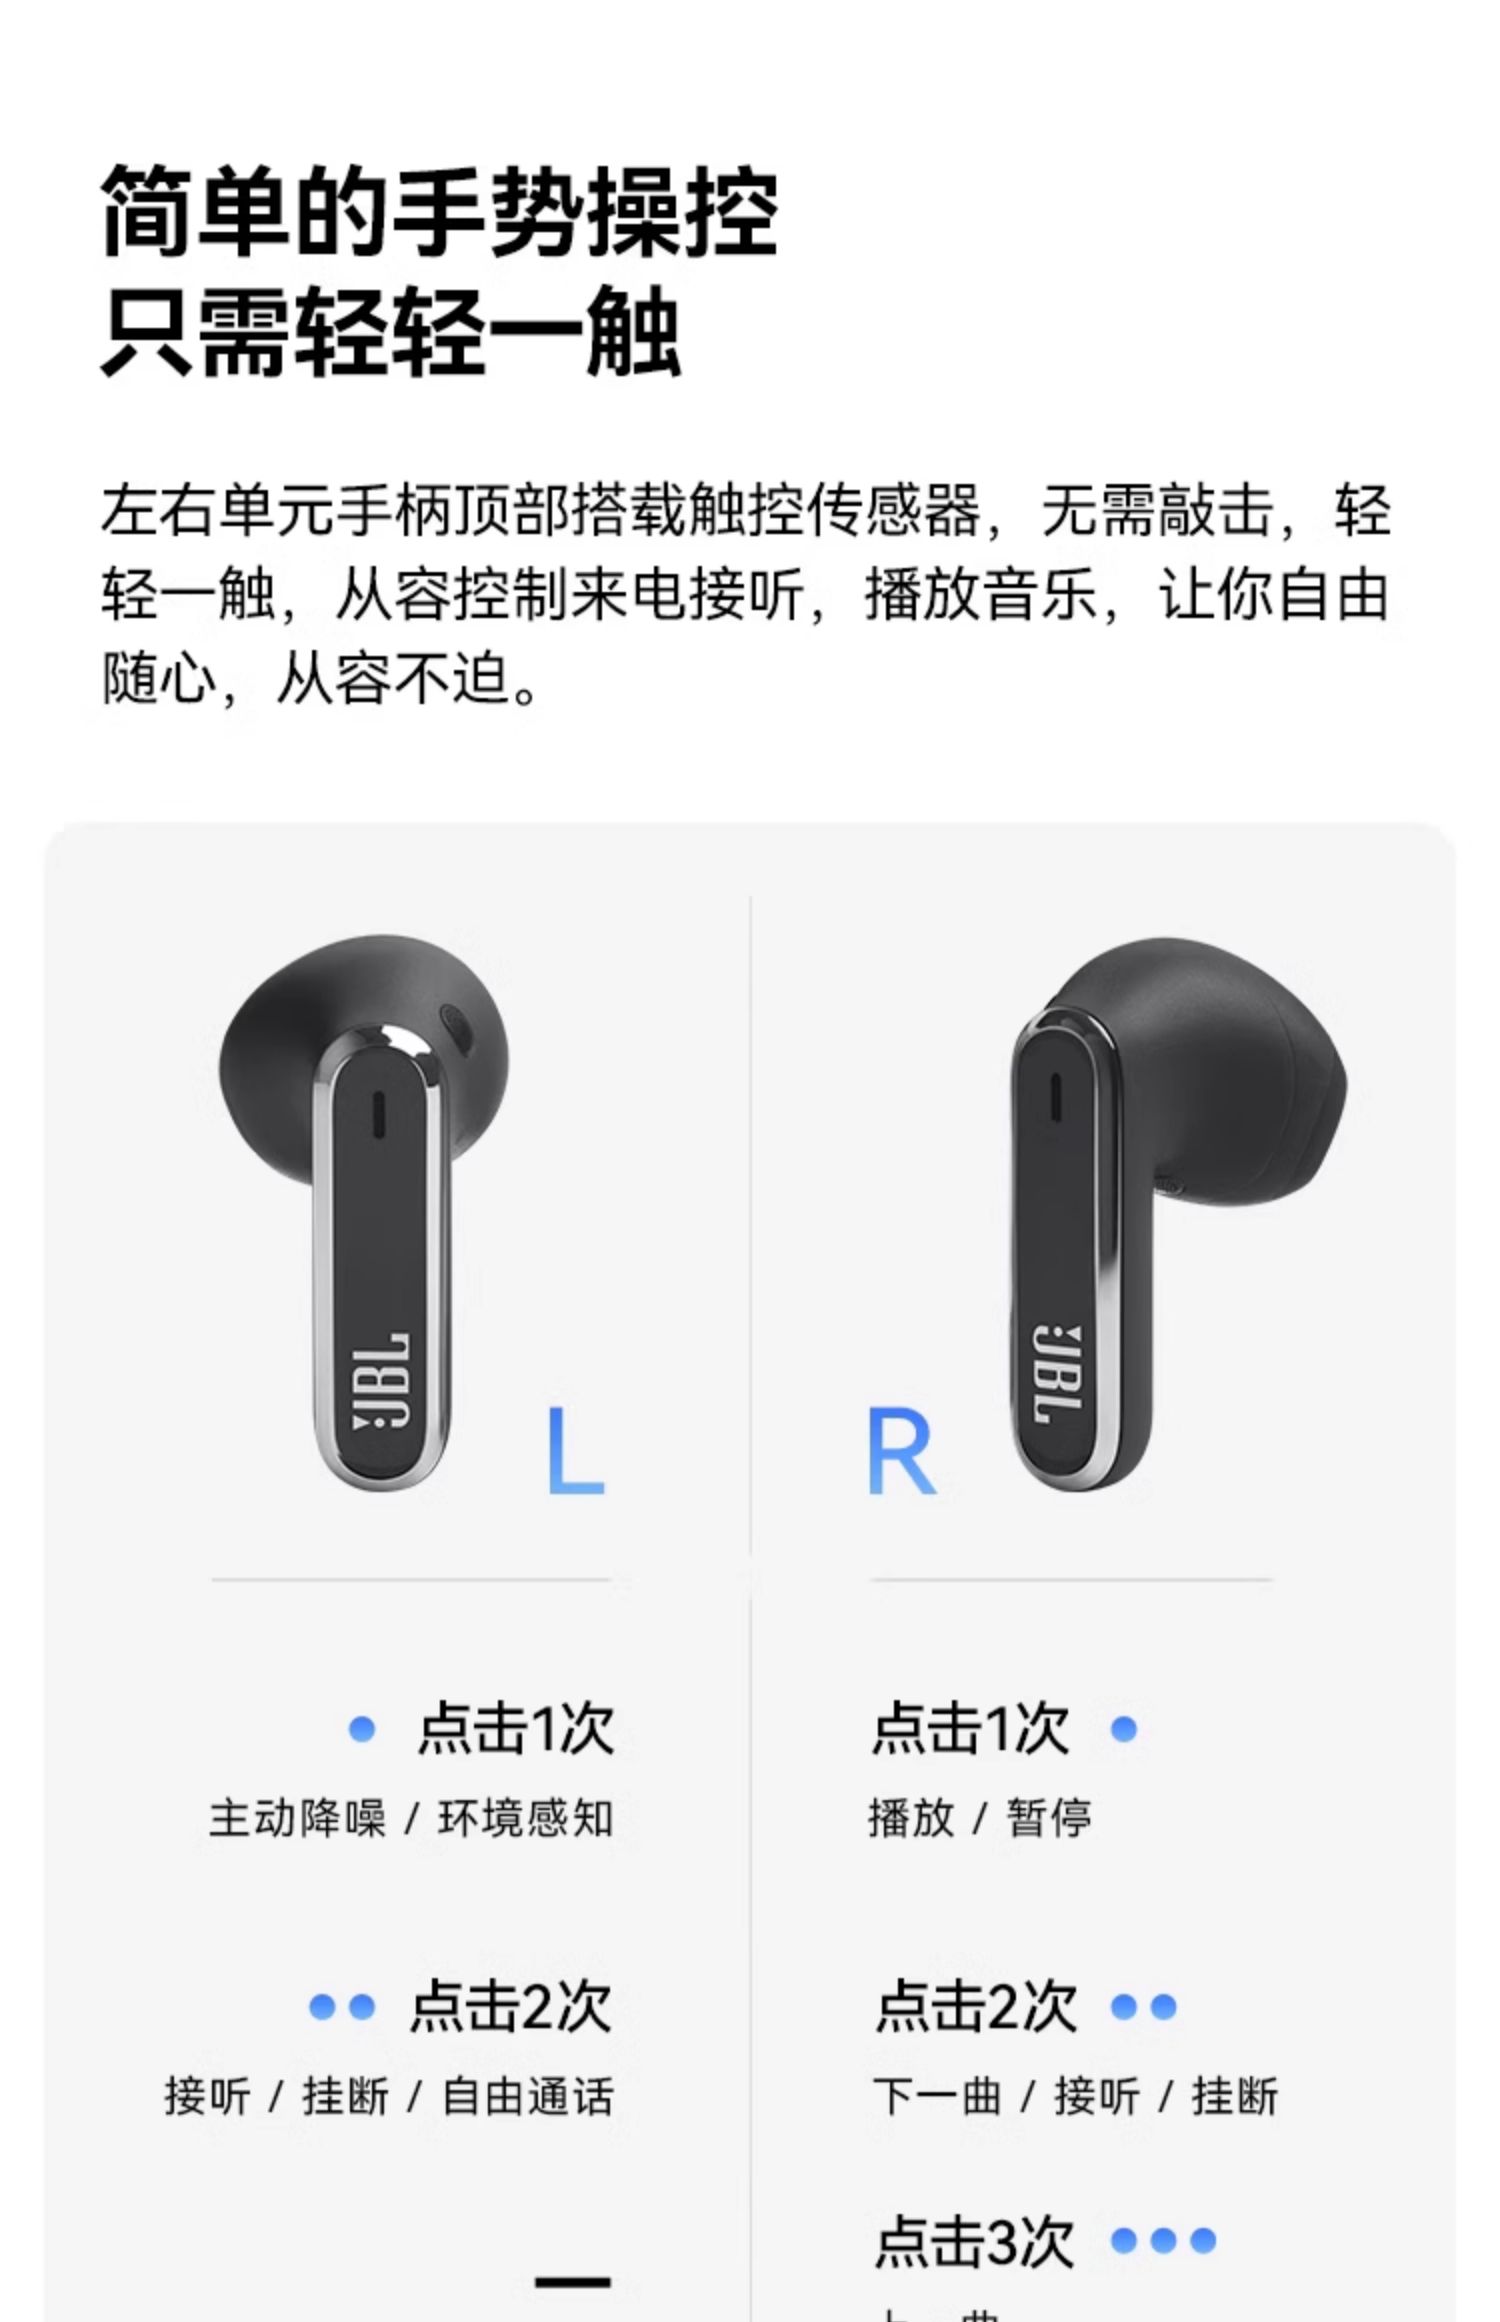 简单的手势操控
只需轻轻一触
左右单元手柄顶部搭载触控传感器，无需敲击，轻
轻一触，从容控制来电接听，播放音乐，让你自由
随心，从容不迫。
JBL
L
JBL
R
点击1次
主动降噪 / 环境感知
点击2次
接听 / 挂断 / 自由通话
点击1次
播放 / 暂停
点击2次
下一曲 / 接听 / 挂断
点击3次